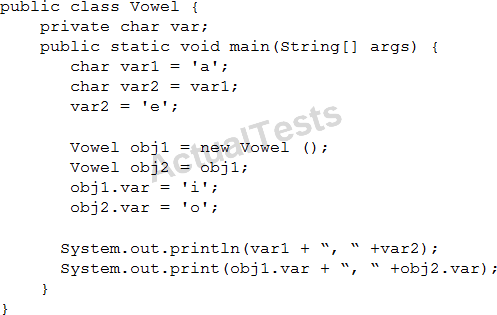 public class Vowel {
    private char var;
    public static void main(String[] args) {
        char var1 = 'a';
        char var2 = var1;
        var2 = 'e';

        Vowel obj1 = new Vowel ();
        Vowel obj2 = obj1;
        obj1.var = 'i';
        obj2.var = 'o';

       System.out.println(var1 + “, “ +var2);
       System.out.print(obj1.var + “, “ +obj2.var);
    }
}
ActualTests